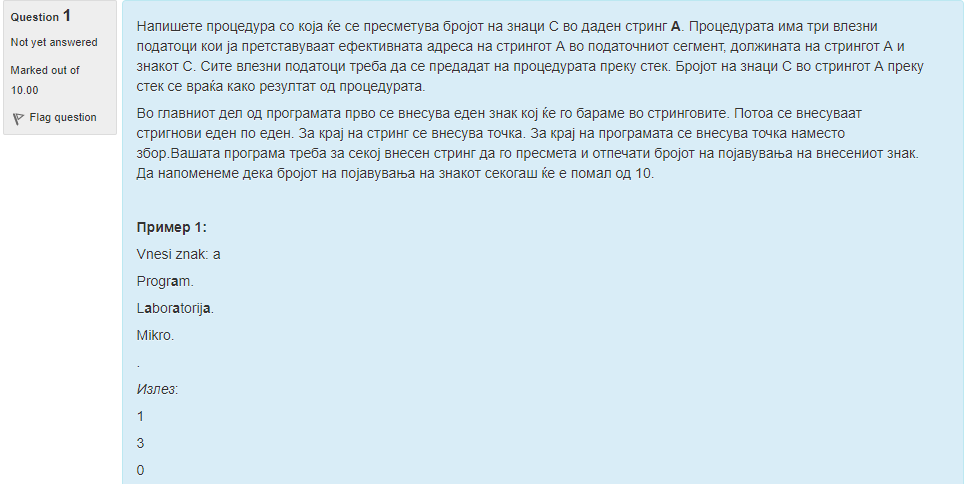 Question 1
Not yet answered
Marked out of
10.00
Flag question
Напишете процедура со која ќе се пресметува бројот на знаци С во даден стринг А. Процедурата има три влезни
податоци кои ја претставуваат ефективната адреса на стрингот А во податочниот сегмент, должината на стрингот А и
знакот С. Сите влезни податоци треба да се предадат на процедурата преку стек. Бројот на знаци С во стрингот А преку
стек се враќа како резултат од процедурата.
Во главниот дел од програмата прво се внесува еден знак кој ќе го бараме во стринговите. Потоа се внесуваат
стригнови еден по еден. За крај на стринг се внесува точка. За крај на програмата се внесува точка наместо
збор.Вашата програма треба за секој внесен стринг да го пресмета и отпечати бројот на појавувања на внесениот знак.
Да напоменеме дека бројот на појавувања на знакот секогаш ќе е помал од 10.
Пример 1:
Vnesi znak: a
Program.
Laboratorija.
Mikro.
.
Излез:
1
3
0